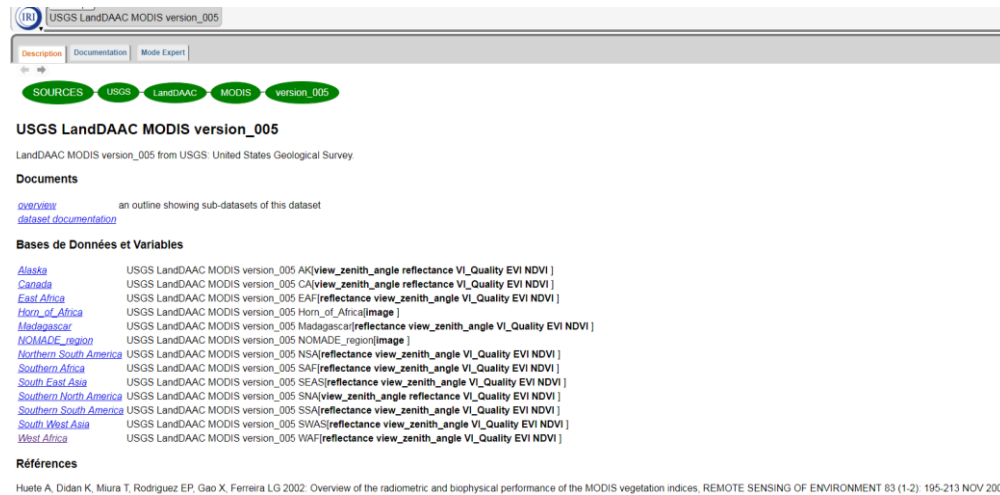 IRI
USGS LandDAAC MODIS version_005
Description Documentation Mode Expert
SOURCES USGS LandDAAC MODIS version_005
USGS LandDAAC MODIS version_005
LandDAAC MODIS version_005 from USGS: United States Geological Survey.
Documents
overview an outline showing sub-datasets of this dataset
dataset documentation
Bases de Données et Variables
Alaska USGS LandDAAC MODIS version_005 AK[view_zenith_angle reflectance VI_Quality EVI NDVI ]
Canada USGS LandDAAC MODIS version_005 CA[view_zenith_angle reflectance VI_Quality EVI NDVI ]
East Africa USGS LandDAAC MODIS version_005 EAF[reflectance view_zenith_angle VI_Quality EVI NDVI ]
Horn_of_Africa USGS LandDAAC MODIS version_005 Horn_of_Africa[image ]
Madagascar USGS LandDAAC MODIS version_005 Madagascar[reflectance view_zenith_angle VI_Quality EVI NDVI ]
NOMADE_region USGS LandDAAC MODIS version_005 NOMADE_region[image ]
Northern South America USGS LandDAAC MODIS version_005 NSA[reflectance view_zenith_angle VI_Quality EVI NDVI ]
Southern Africa USGS LandDAAC MODIS version_005 SAF[reflectance view_zenith_angle VI_Quality EVI NDVI ]
South East Asia USGS LandDAAC MODIS version_005 SEAS[reflectance view_zenith_angle VI_Quality EVI NDVI ]
Southern North America USGS LandDAAC MODIS version_005 SNA[view_zenith_angle reflectance VI_Quality EVI NDVI ]
Southern South America USGS LandDAAC MODIS version_005 SSA[reflectance view_zenith_angle VI_Quality EVI NDVI ]
South West Asia USGS LandDAAC MODIS version_005 SWAS[reflectance view_zenith_angle VI_Quality EVI NDVI ]
West Africa USGS LandDAAC MODIS version_005 WAF[reflectance view_zenith_angle VI_Quality EVI NDVI ]
Références
Huete A, Didan K, Miura T, Rodriguez EP, Gao X, Ferreira LG 2002: Overview of the radiometric and biophysical performance of the MODIS vegetation indices, REMOTE SENSING OF ENVIRONMENT 83 (1-2): 195-213 NOV 200